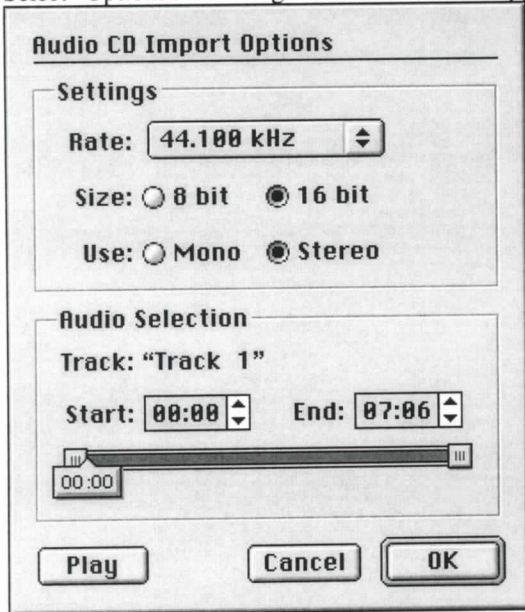 Audio CD Import Options
Settings
Rate: 44.100 kHz
Size: 8 bit 16 bit
Use: Mono Stereo
Audio Selection
Track: “Track 1”
Start: 00:00 End: 07:06
00:00
Play Cancel OK